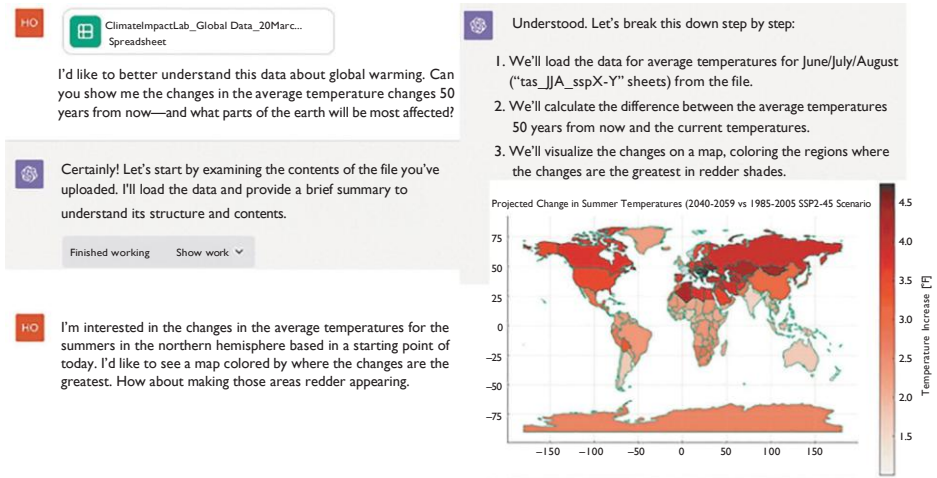 HO
ClimateImpactLab_Global Data_20Marc...
Spreadsheet
I'd like to better understand this data about global warming. Can
you show me the changes in the average temperature changes 50
years from now—and what parts of the earth will be most affected?
Certainly! Let's start by examining the contents of the file you've
uploaded. I'll load the data and provide a brief summary to
understand its structure and contents.
Finished working Show work
HO
I'm interested in the changes in the average temperatures for the
summers in the northern hemisphere based in a starting point of
today. I'd like to see a map colored by where the changes are the
greatest. How about making those areas redder appearing.
Understood. Let's break this down step by step:
1. We'll load the data for average temperatures for June/July/August
("tas_JJA_sspX-Y" sheets) from the file.
2. We'll calculate the difference between the average temperatures
50 years from now and the current temperatures.
3. We'll visualize the changes on a map, coloring the regions where
the changes are the greatest in redder shades.
Projected Change in Summer Temperatures (2040-2059 vs 1985-2005 SSP2-45 Scenario
75
50
25
0
−25
−50
−75
−150 −100 −50 0 50 100 150
4.5
4.0
3.5
3.0
2.5
2.0
1.5
Temperature Increase [°F]